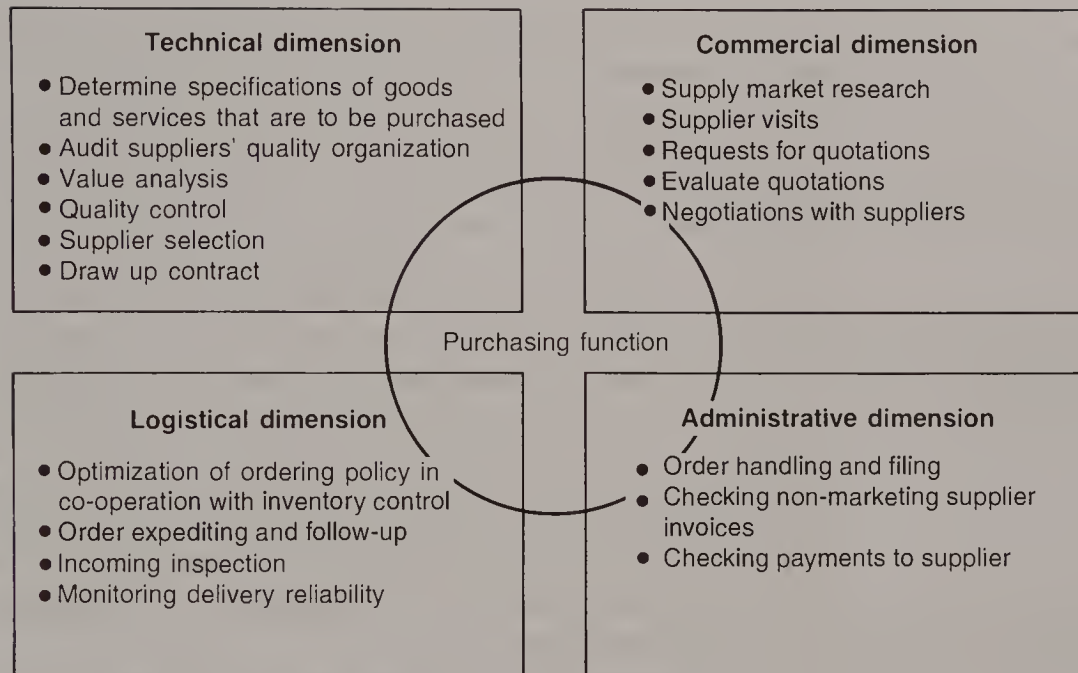 Technical dimension
● Determine specifications of goods
and services that are to be purchased
● Audit suppliers' quality organization
● Value analysis
● Quality control
● Supplier selection
● Draw up contract
Commercial dimension
● Supply market research
● Supplier visits
● Requests for quotations
● Evaluate quotations
● Negotiations with suppliers
Purchasing function
Logistical dimension
● Optimization of ordering policy in
co-operation with inventory control
● Order expediting and follow-up
● Incoming inspection
● Monitoring delivery reliability
Administrative dimension
● Order handling and filing
● Checking non-marketing supplier
invoices
● Checking payments to supplier